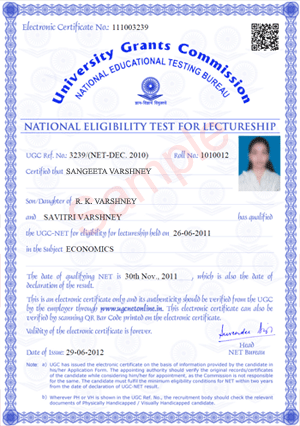 Electronic Certificate No.: 111003239
University Grants Commission
NATIONAL EDUCATIONAL TESTING BUREAU
ज्ञान-विज्ञान विमुक्तये
NATIONAL ELIGIBILITY TEST FOR LECTURESHIP
UGC Ref. No.: 3239 (NET-DEC. 2010) Roll No: 1010012
Certified that SANGEETA VARSHNEY
Son/Daughter of R. K. VARSHNEY
and SAVITRI VARSHNEY has qualified
the UGC-NET for eligibility for lectureship held on 26-06-2011
in the Subject ECONOMICS
The date of qualifying NET is 30th Nov., 2011 , which is also the date of
declaration of the result.
This is an electronic certificate only and its authenticity should be verified from the UGC
by the employer through www.ugcnetonline.in. This electronic certificate can also be
verified by scanning QR Bar Code printed on the electronic certificate.
Validity of the electronic certificate is forever.
Date of Issue: 29-06-2012
Head
NET Bureau
Note: a) UGC has issued the electronic certificate on the basis of information provided by the candidate in
his/her Application Form. The appointing authority should verify the original records/certificates
of the candidate while considering him/her for appointment, as the Commission is not responsible
for the same. The candidate must fulfil the minimum eligibility conditions for NET within two years
from the date of declaration of UGC-NET result.
b) Wherever PH or VH is shown in the UGC Ref. No., the recruitment body should check the relevant
documents of Physically Handicapped / Visually Handicapped candidate.
Sample